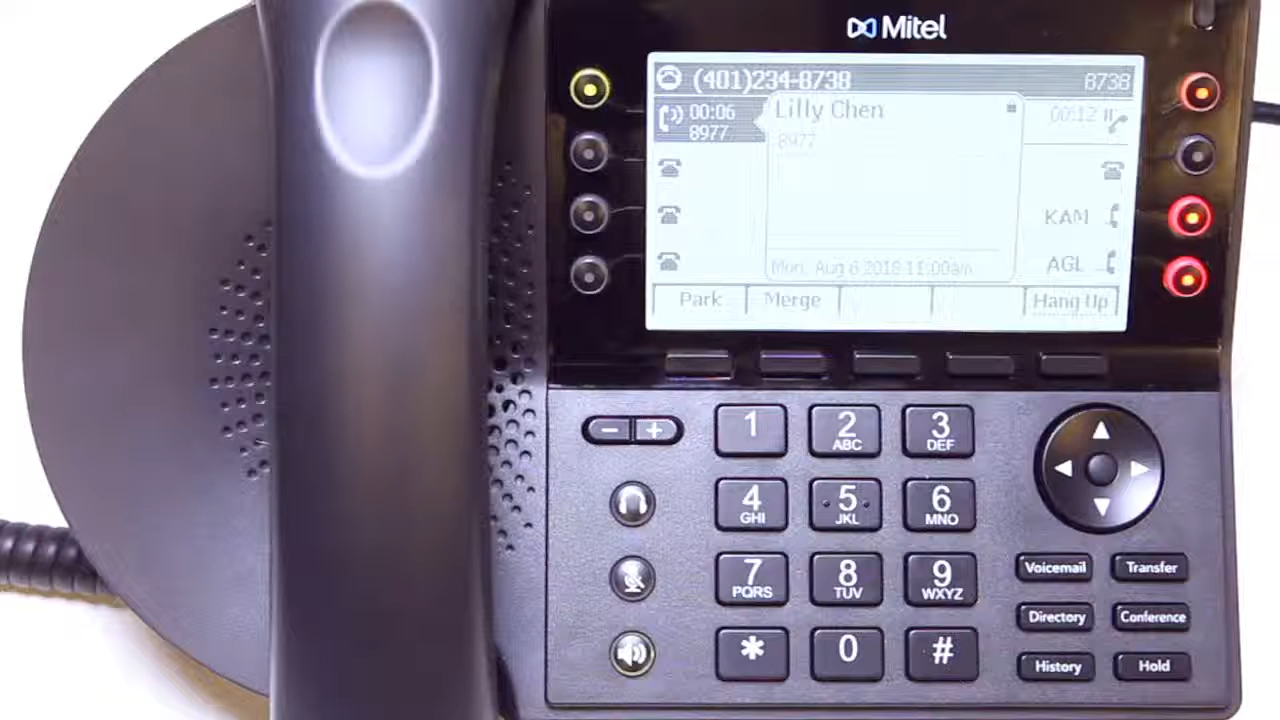 Mitel
(401)234-8738 8738
00:06 Lilly Chen 00:12
8977 8977
KAM
AGL
Mon, Aug 6 2018 11:00am
Park Merge Hang Up
− +
1 2 3
ABC DEF
4 5 6
GHI JKL MNO
7 8 9
PQRS TUV WXYZ
* 0 #
Voicemail Transfer
Directory Conference
History Hold